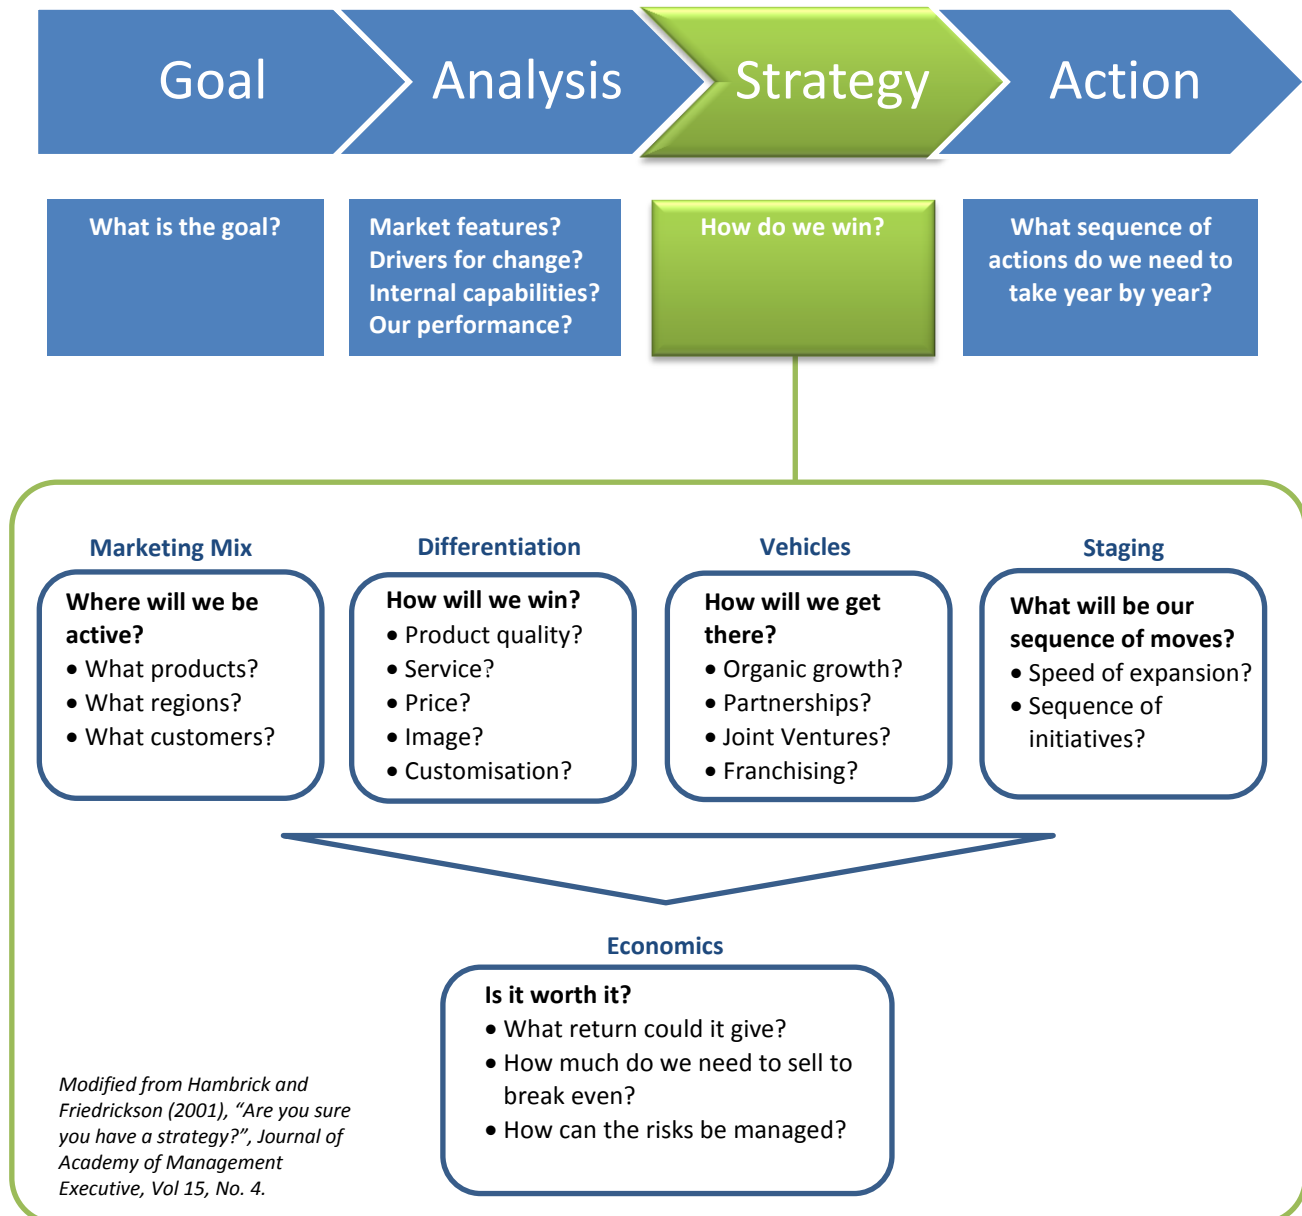 Goal
Analysis
Strategy
Action
What is the goal?
Market features?
Drivers for change?
Internal capabilities?
Our performance?
How do we win?
What sequence of
actions do we need to
take year by year?
Marketing Mix
Where will we be
active?
• What products?
• What regions?
• What customers?
Differentiation
How will we win?
• Product quality?
• Service?
• Price?
• Image?
• Customisation?
Vehicles
How will we get
there?
• Organic growth?
• Partnerships?
• Joint Ventures?
• Franchising?
Staging
What will be our
sequence of moves?
• Speed of expansion?
• Sequence of
initiatives?
Economics
Is it worth it?
• What return could it give?
• How much do we need to sell to
break even?
• How can the risks be managed?
Modified from Hambrick and
Friedrickson (2001), “Are you sure
you have a strategy?”, Journal of
Academy of Management
Executive, Vol 15, No. 4.